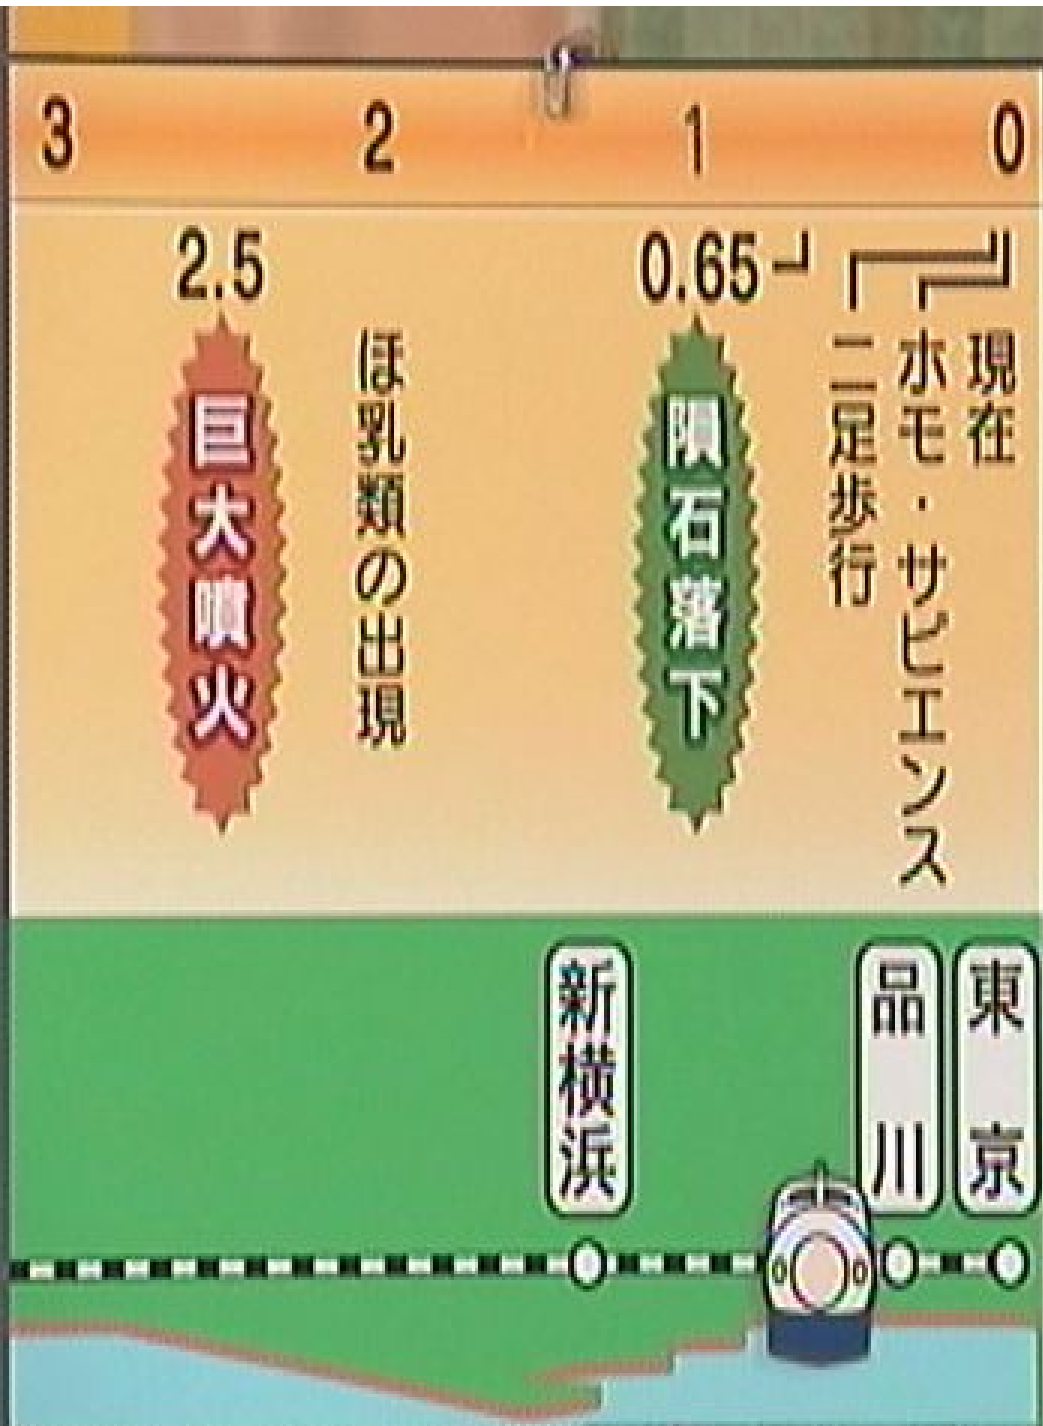 3 2 1 0
2.5 0.65
現在
ホモ・サピエンス
二足歩行
隕石落下
ほ乳類の出現
巨大噴火
東京
品川
新横浜